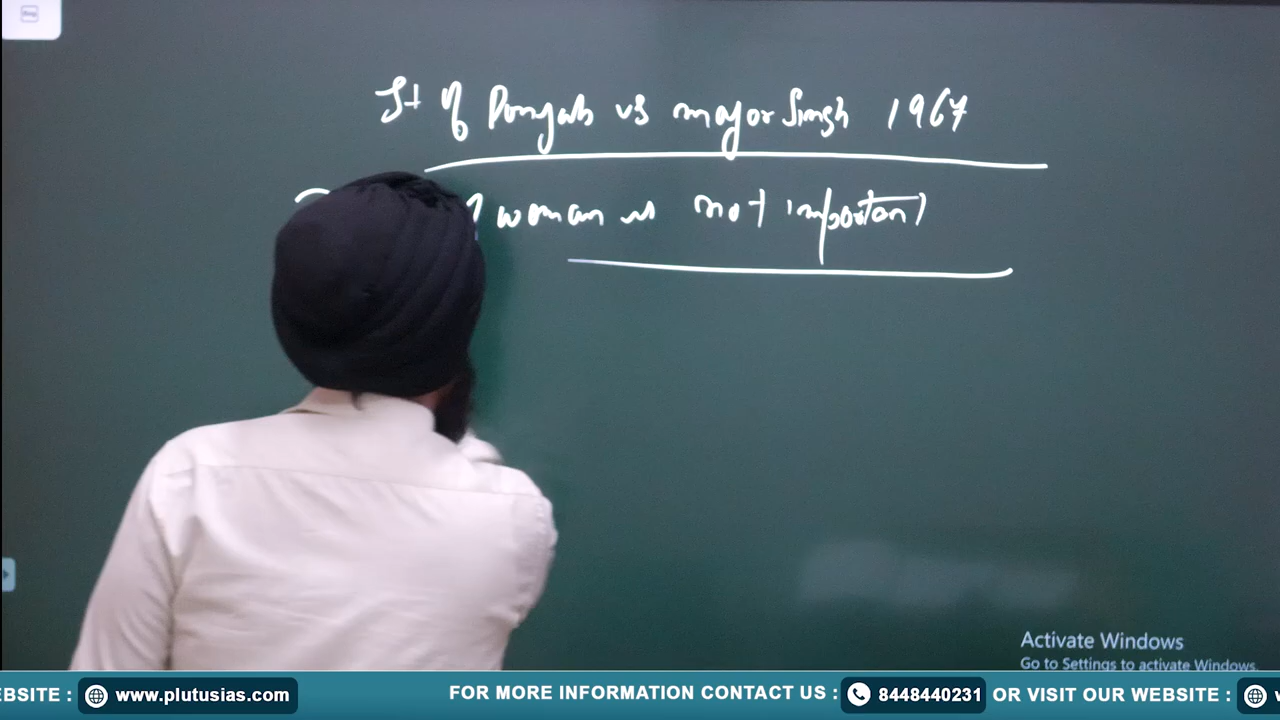 St of Punjab vs major Singh 1967
woman is not important
Activate Windows
Go to Settings to activate Windows.
EBSITE : www.plutusias.com FOR MORE INFORMATION CONTACT US : 8448440231 OR VISIT OUR WEBSITE :